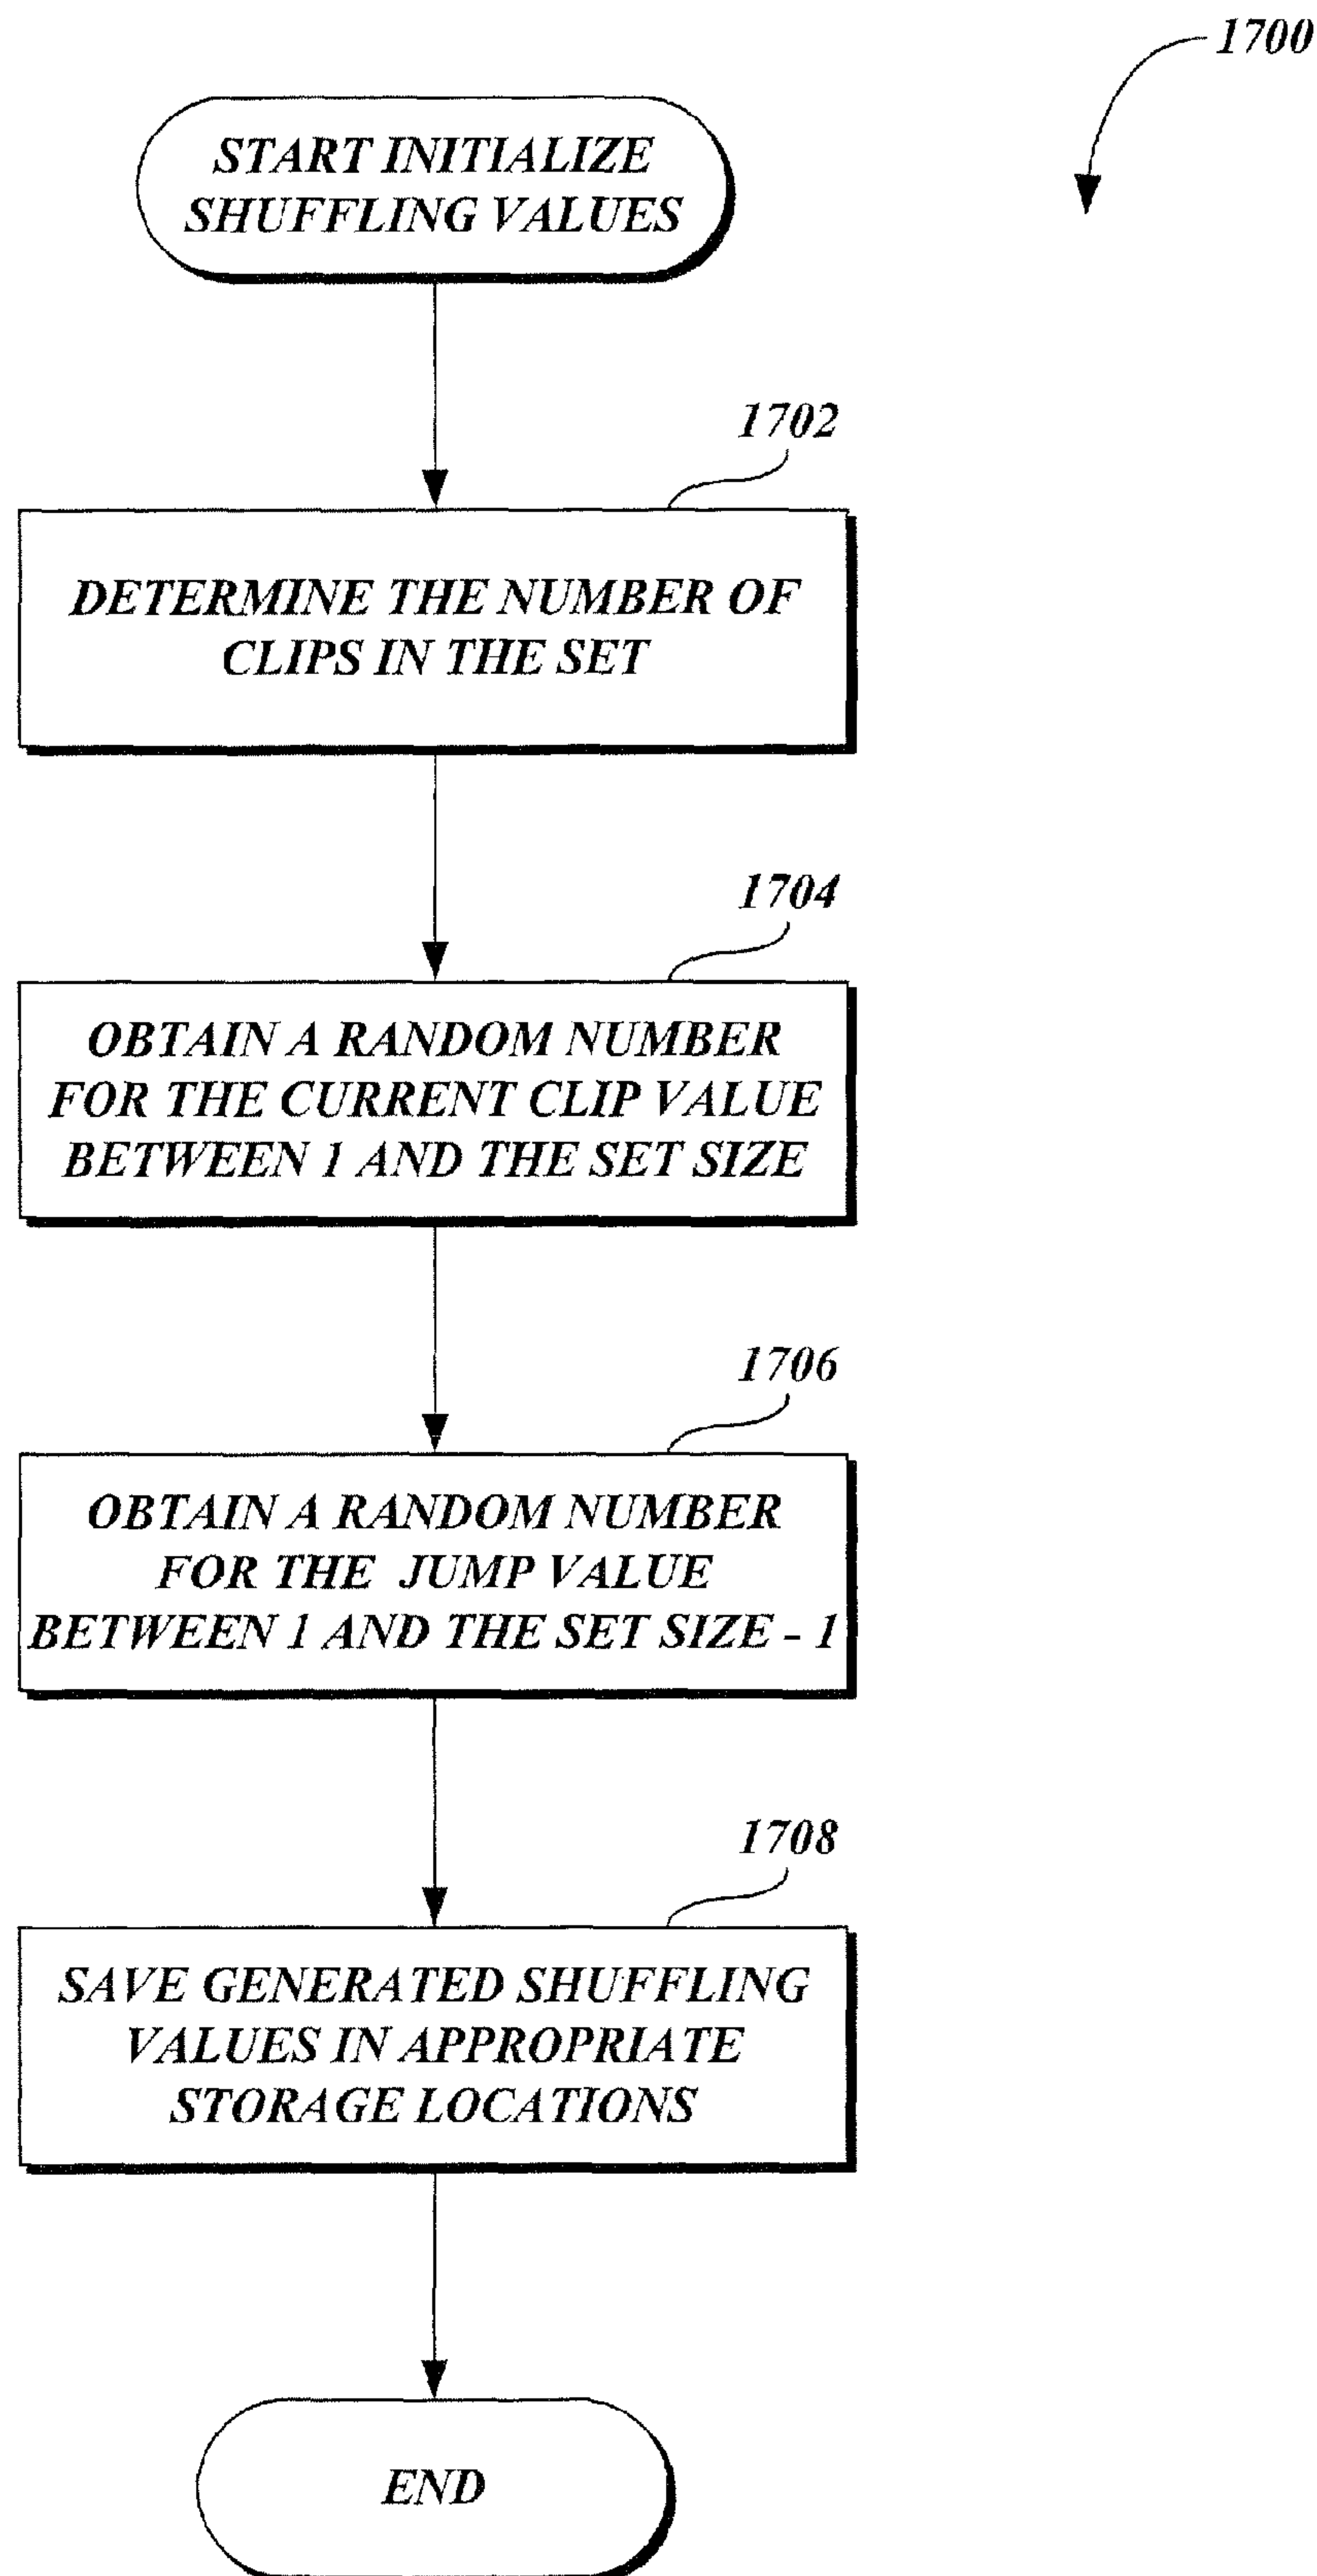 1700
START INITIALIZE
SHUFFLING VALUES
1702
DETERMINE THE NUMBER OF
CLIPS IN THE SET
1704
OBTAIN A RANDOM NUMBER
FOR THE CURRENT CLIP VALUE
BETWEEN 1 AND THE SET SIZE
1706
OBTAIN A RANDOM NUMBER
FOR THE JUMP VALUE
BETWEEN 1 AND THE SET SIZE - 1
1708
SAVE GENERATED SHUFFLING
VALUES IN APPROPRIATE
STORAGE LOCATIONS
END